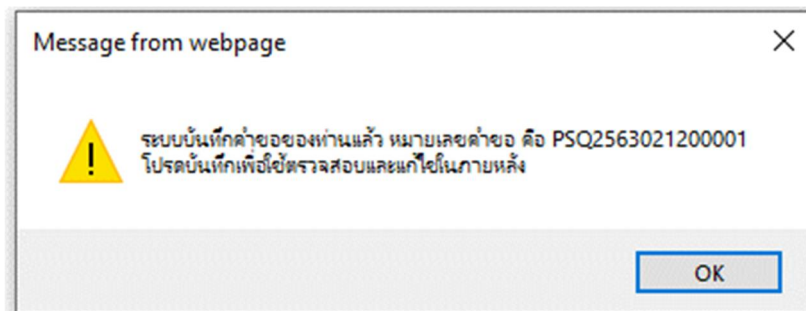 Message from webpage
ระบบบันทึกคำขอของท่านแล้ว หมายเลขคำขอ คือ PSQ2563021200001
โปรดบันทึกเพื่อใช้ตรวจสอบและแก้ไขในภายหลัง
OK